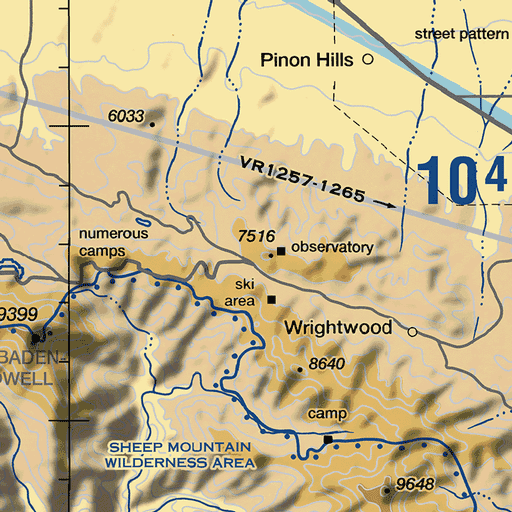 street pattern
Pinon Hills
6033
VR1257-1265
10⁴
numerous
camps
7516
observatory
ski
area
9399
Wrightwood
BADEN-
OWELL
8640
camp
SHEEP MOUNTAIN
WILDERNESS AREA
9648